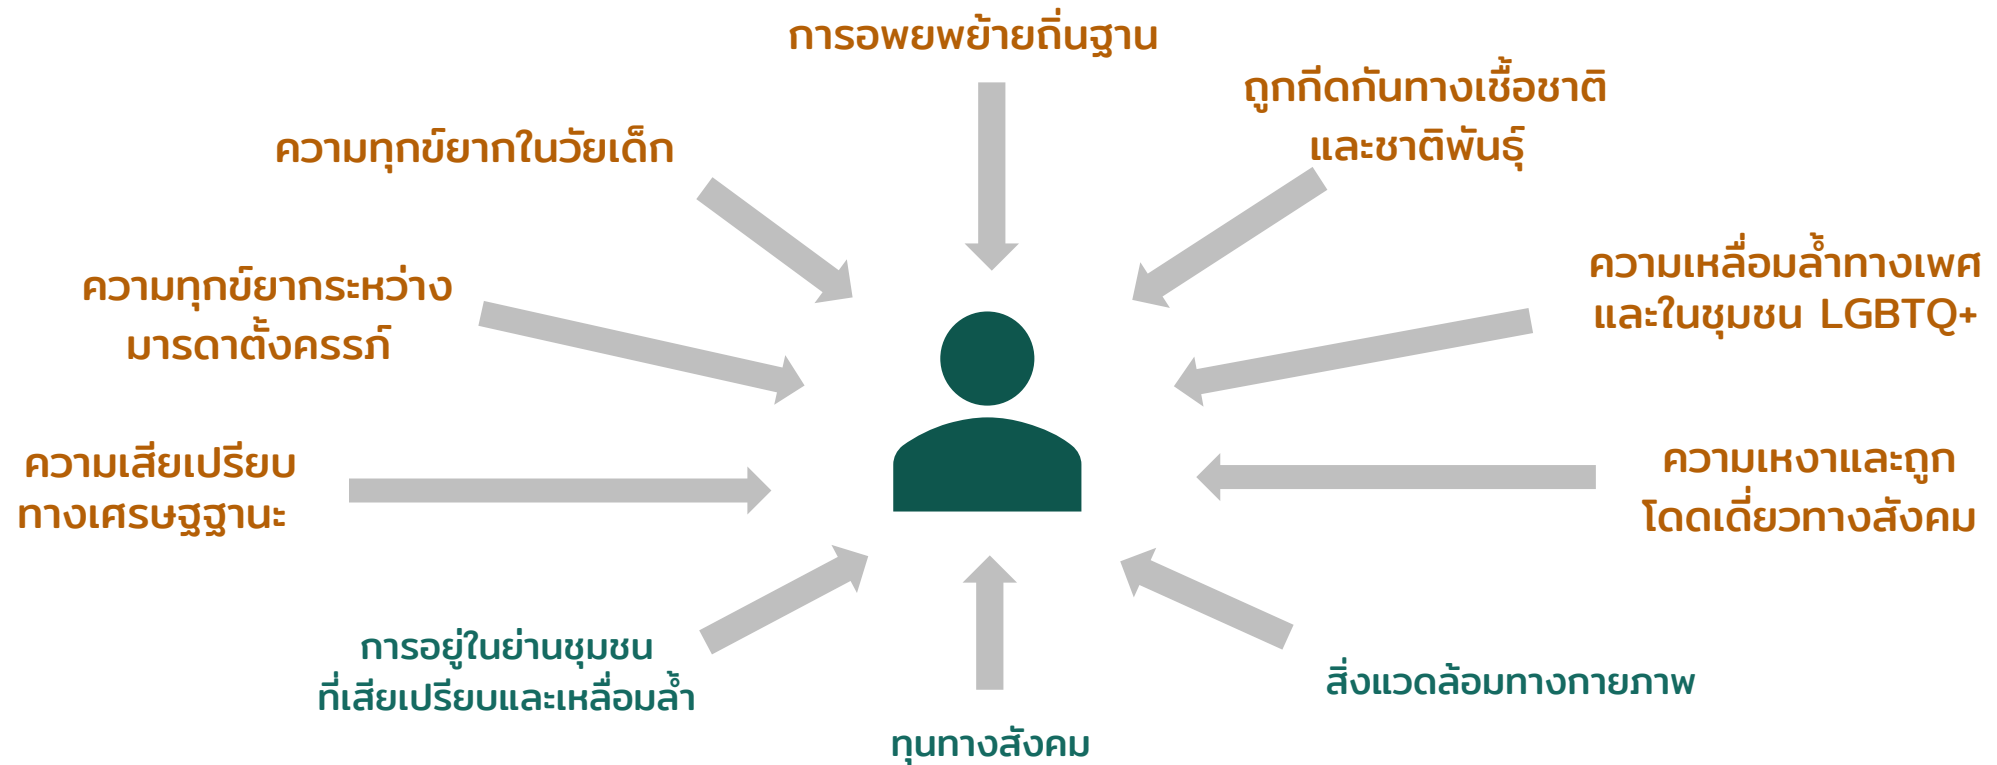 การอพยพย้ายถิ่นฐาน
ถูกกีดกันทางเชื้อชาติ
และชาติพันธุ์
ความทุกข์ยากในวัยเด็ก
ความเหลื่อมล้ำทางเพศ
และในชุมชน LGBTQ+
ความทุกข์ยากระหว่าง
มารดาตั้งครรภ์
ความเสียเปรียบ
ทางเศรษฐฐานะ
ความเหงาและถูก
โดดเดี่ยวทางสังคม
การอยู่ในย่านชุมชน
ที่เสียเปรียบและเหลื่อมล้ำ
สิ่งแวดล้อมทางกายภาพ
ทุนทางสังคม